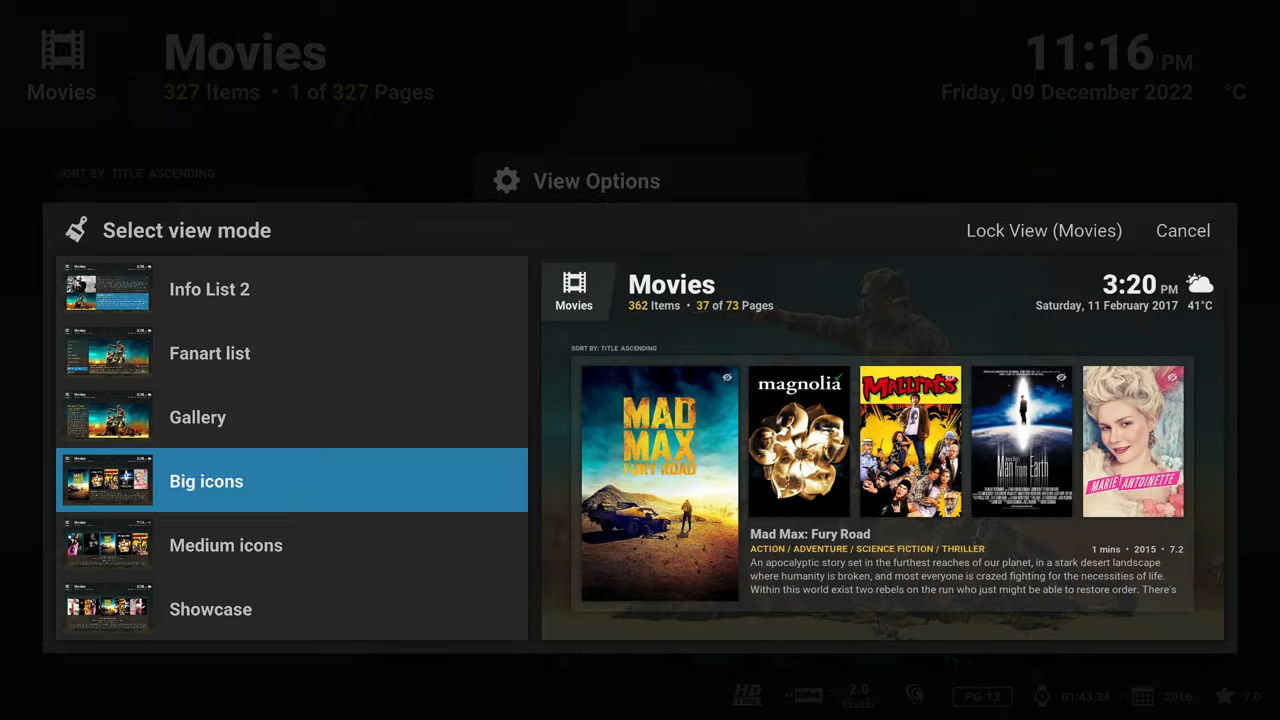 Movies
Movies
327 Items • 1 of 327 Pages
11:16 PM
Friday, 09 December 2022 °C
SORT BY: TITLE ASCENDING
View Options
Select view mode
Lock View (Movies)
Cancel
Info List 2
Fanart list
Gallery
Big icons
Medium icons
Showcase
Movies
Movies
362 Items • 37 of 73 Pages
3:20 PM
Saturday, 11 February 2017 41°C
SORT BY: TITLE ASCENDING
MAD
MAX
FURY ROAD
magnolia
MALLRATS
Man from Earth
MARIE ANTOINETTE
Mad Max: Fury Road
ACTION / ADVENTURE / SCIENCE FICTION / THRILLER
1 mins • 2015 • 7.2
An apocalyptic story set in the furthest reaches of our planet, in a stark desert landscape
where humanity is broken, and most everyone is crazed fighting for the necessities of life.
Within this world exist two rebels on the run who just might be able to restore order. There's
HD
2.0
PG-13
01:43:34
2016
7.0